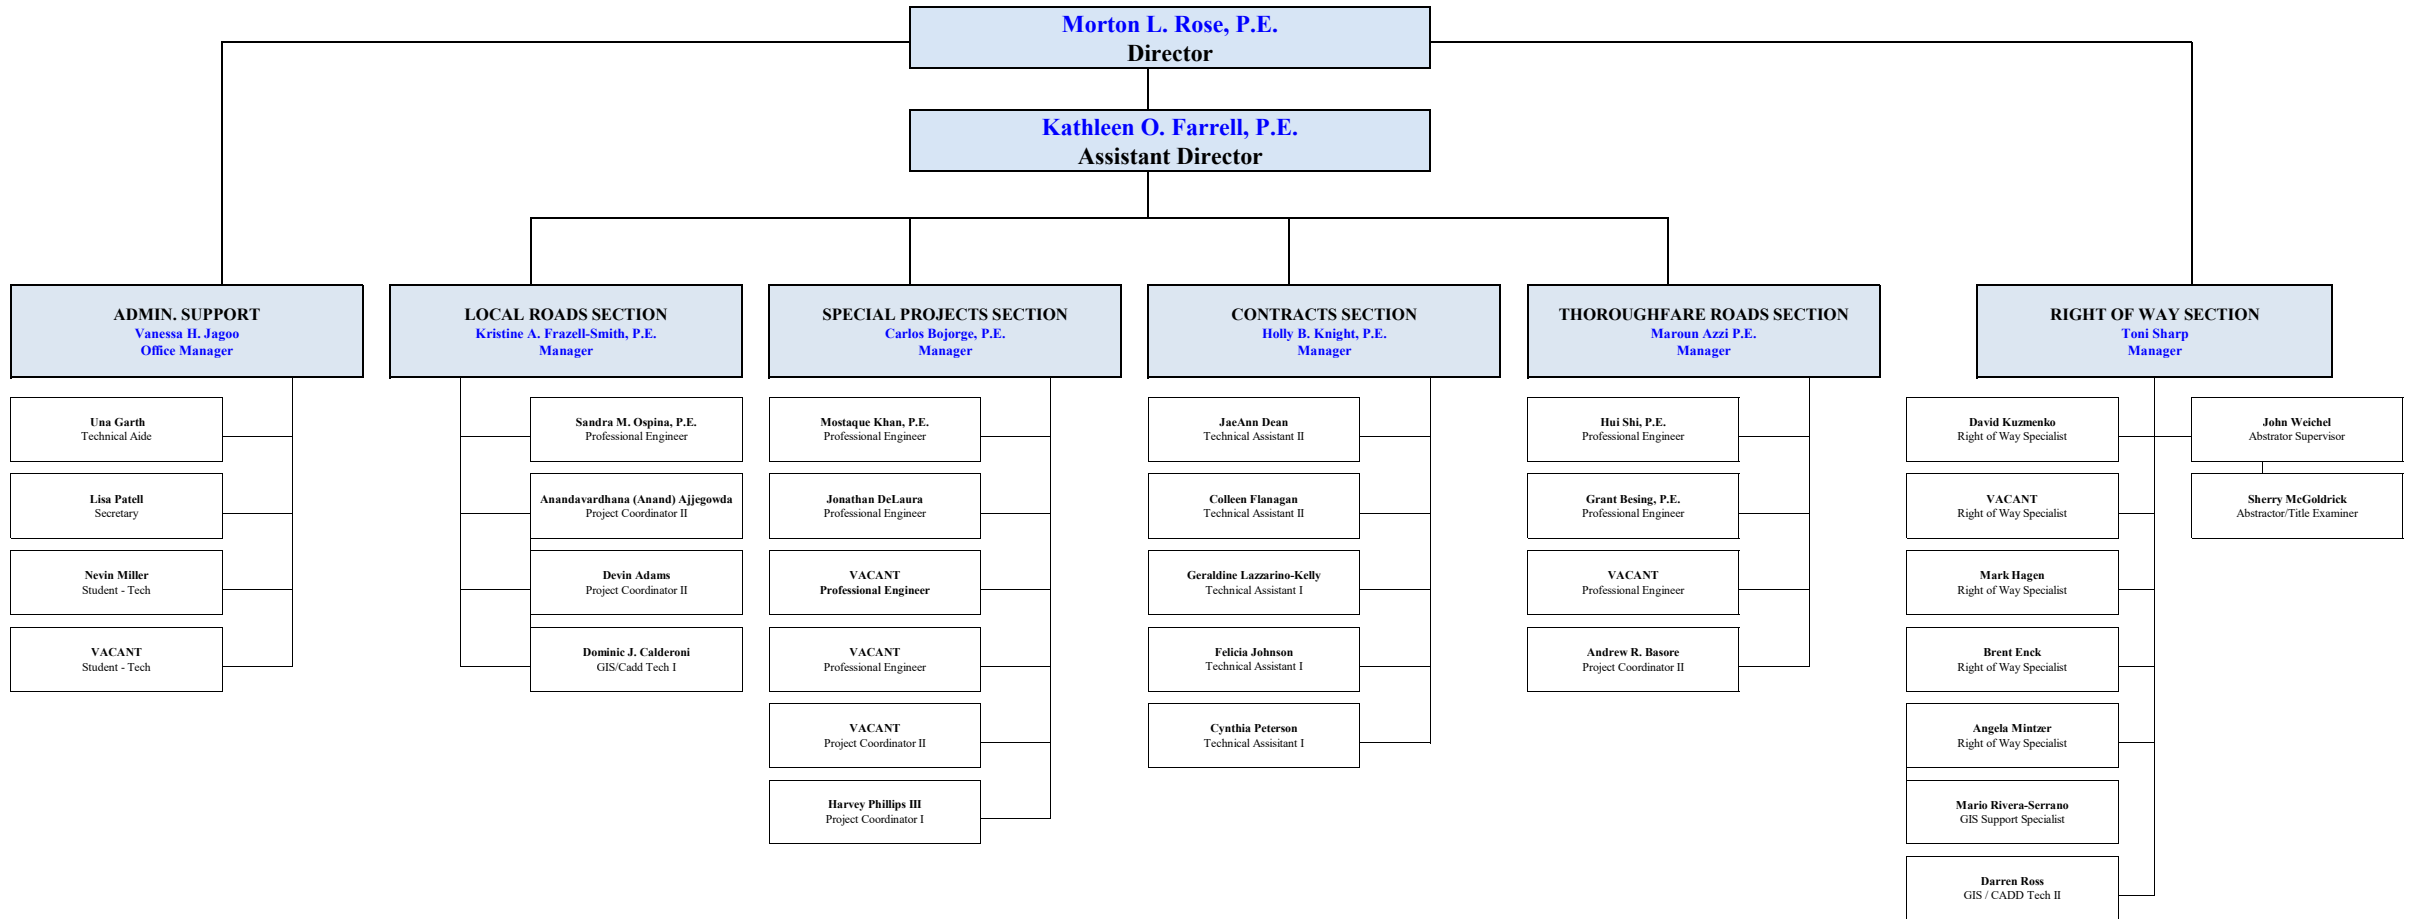 Morton L. Rose, P.E.
Director
Kathleen O. Farrell, P.E.
Assistant Director
ADMIN. SUPPORT
Vanessa H. Jagoo
Office Manager
Una Garth
Technical Aide
Lisa Patell
Secretary
Nevin Miller
Student - Tech
VACANT
Student - Tech
LOCAL ROADS SECTION
Kristine A. Frazell-Smith, P.E.
Manager
Sandra M. Ospina, P.E.
Professional Engineer
Anandavardhana (Anand) Ajjegowda
Project Coordinator II
Devin Adams
Project Coordinator II
Dominic J. Calderoni
GIS/Cadd Tech I
SPECIAL PROJECTS SECTION
Carlos Bojorge, P.E.
Manager
Mostaque Khan, P.E.
Professional Engineer
Jonathan DeLaura
Professional Engineer
VACANT
Professional Engineer
VACANT
Professional Engineer
VACANT
Project Coordinator II
Harvey Phillips III
Project Coordinator I
CONTRACTS SECTION
Holly B. Knight, P.E.
Manager
JaeAnn Dean
Technical Assistant II
Colleen Flanagan
Technical Assistant II
Geraldine Lazzarino-Kelly
Technical Assistant I
Felicia Johnson
Technical Assistant I
Cynthia Peterson
Technical Assisitant I
THOROUGHFARE ROADS SECTION
Maroun Azzi P.E.
Manager
Hui Shi, P.E.
Professional Engineer
Grant Besing, P.E.
Professional Engineer
VACANT
Professional Engineer
Andrew R. Basore
Project Coordinator II
RIGHT OF WAY SECTION
Toni Sharp
Manager
David Kuzmenko
Right of Way Specialist
VACANT
Right of Way Specialist
Mark Hagen
Right of Way Specialist
Brent Enck
Right of Way Specialist
Angela Mintzer
Right of Way Specialist
Mario Rivera-Serrano
GIS Support Specialist
Darren Ross
GIS / CADD Tech II
John Weichel
Abstrator Supervisor
Sherry McGoldrick
Abstractor/Title Examiner